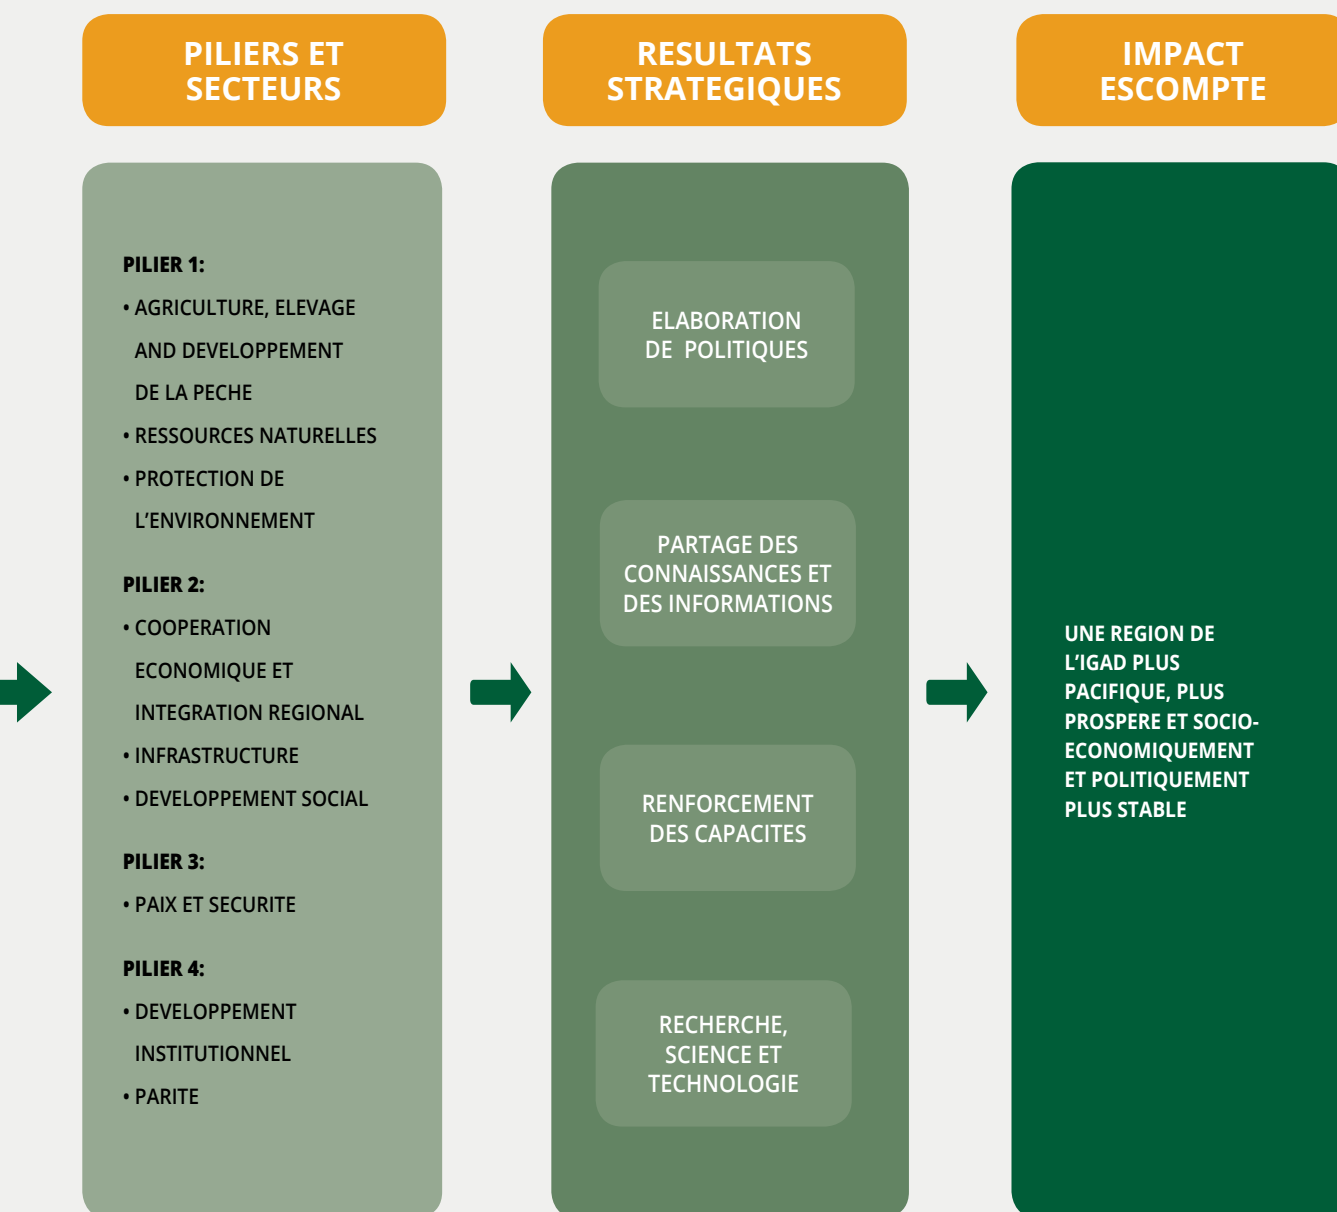 PILIERS ET
SECTEURS
RESULTATS
STRATEGIQUES
IMPACT
ESCOMPTE
PILIER 1:
• AGRICULTURE, ELEVAGE
AND DEVELOPPEMENT
DE LA PECHE
• RESSOURCES NATURELLES
• PROTECTION DE
L’ENVIRONNEMENT
PILIER 2:
• COOPERATION
ECONOMIQUE ET
INTEGRATION REGIONAL
• INFRASTRUCTURE
• DEVELOPPEMENT SOCIAL
PILIER 3:
• PAIX ET SECURITE
PILIER 4:
• DEVELOPPEMENT
INSTITUTIONNEL
• PARITE
ELABORATION
DE POLITIQUES
PARTAGE DES
CONNAISSANCES ET
DES INFORMATIONS
RENFORCEMENT
DES CAPACITES
RECHERCHE,
SCIENCE ET
TECHNOLOGIE
UNE REGION DE
L’IGAD PLUS
PACIFIQUE, PLUS
PROSPERE ET SOCIO-
ECONOMIQUEMENT
ET POLITIQUEMENT
PLUS STABLE